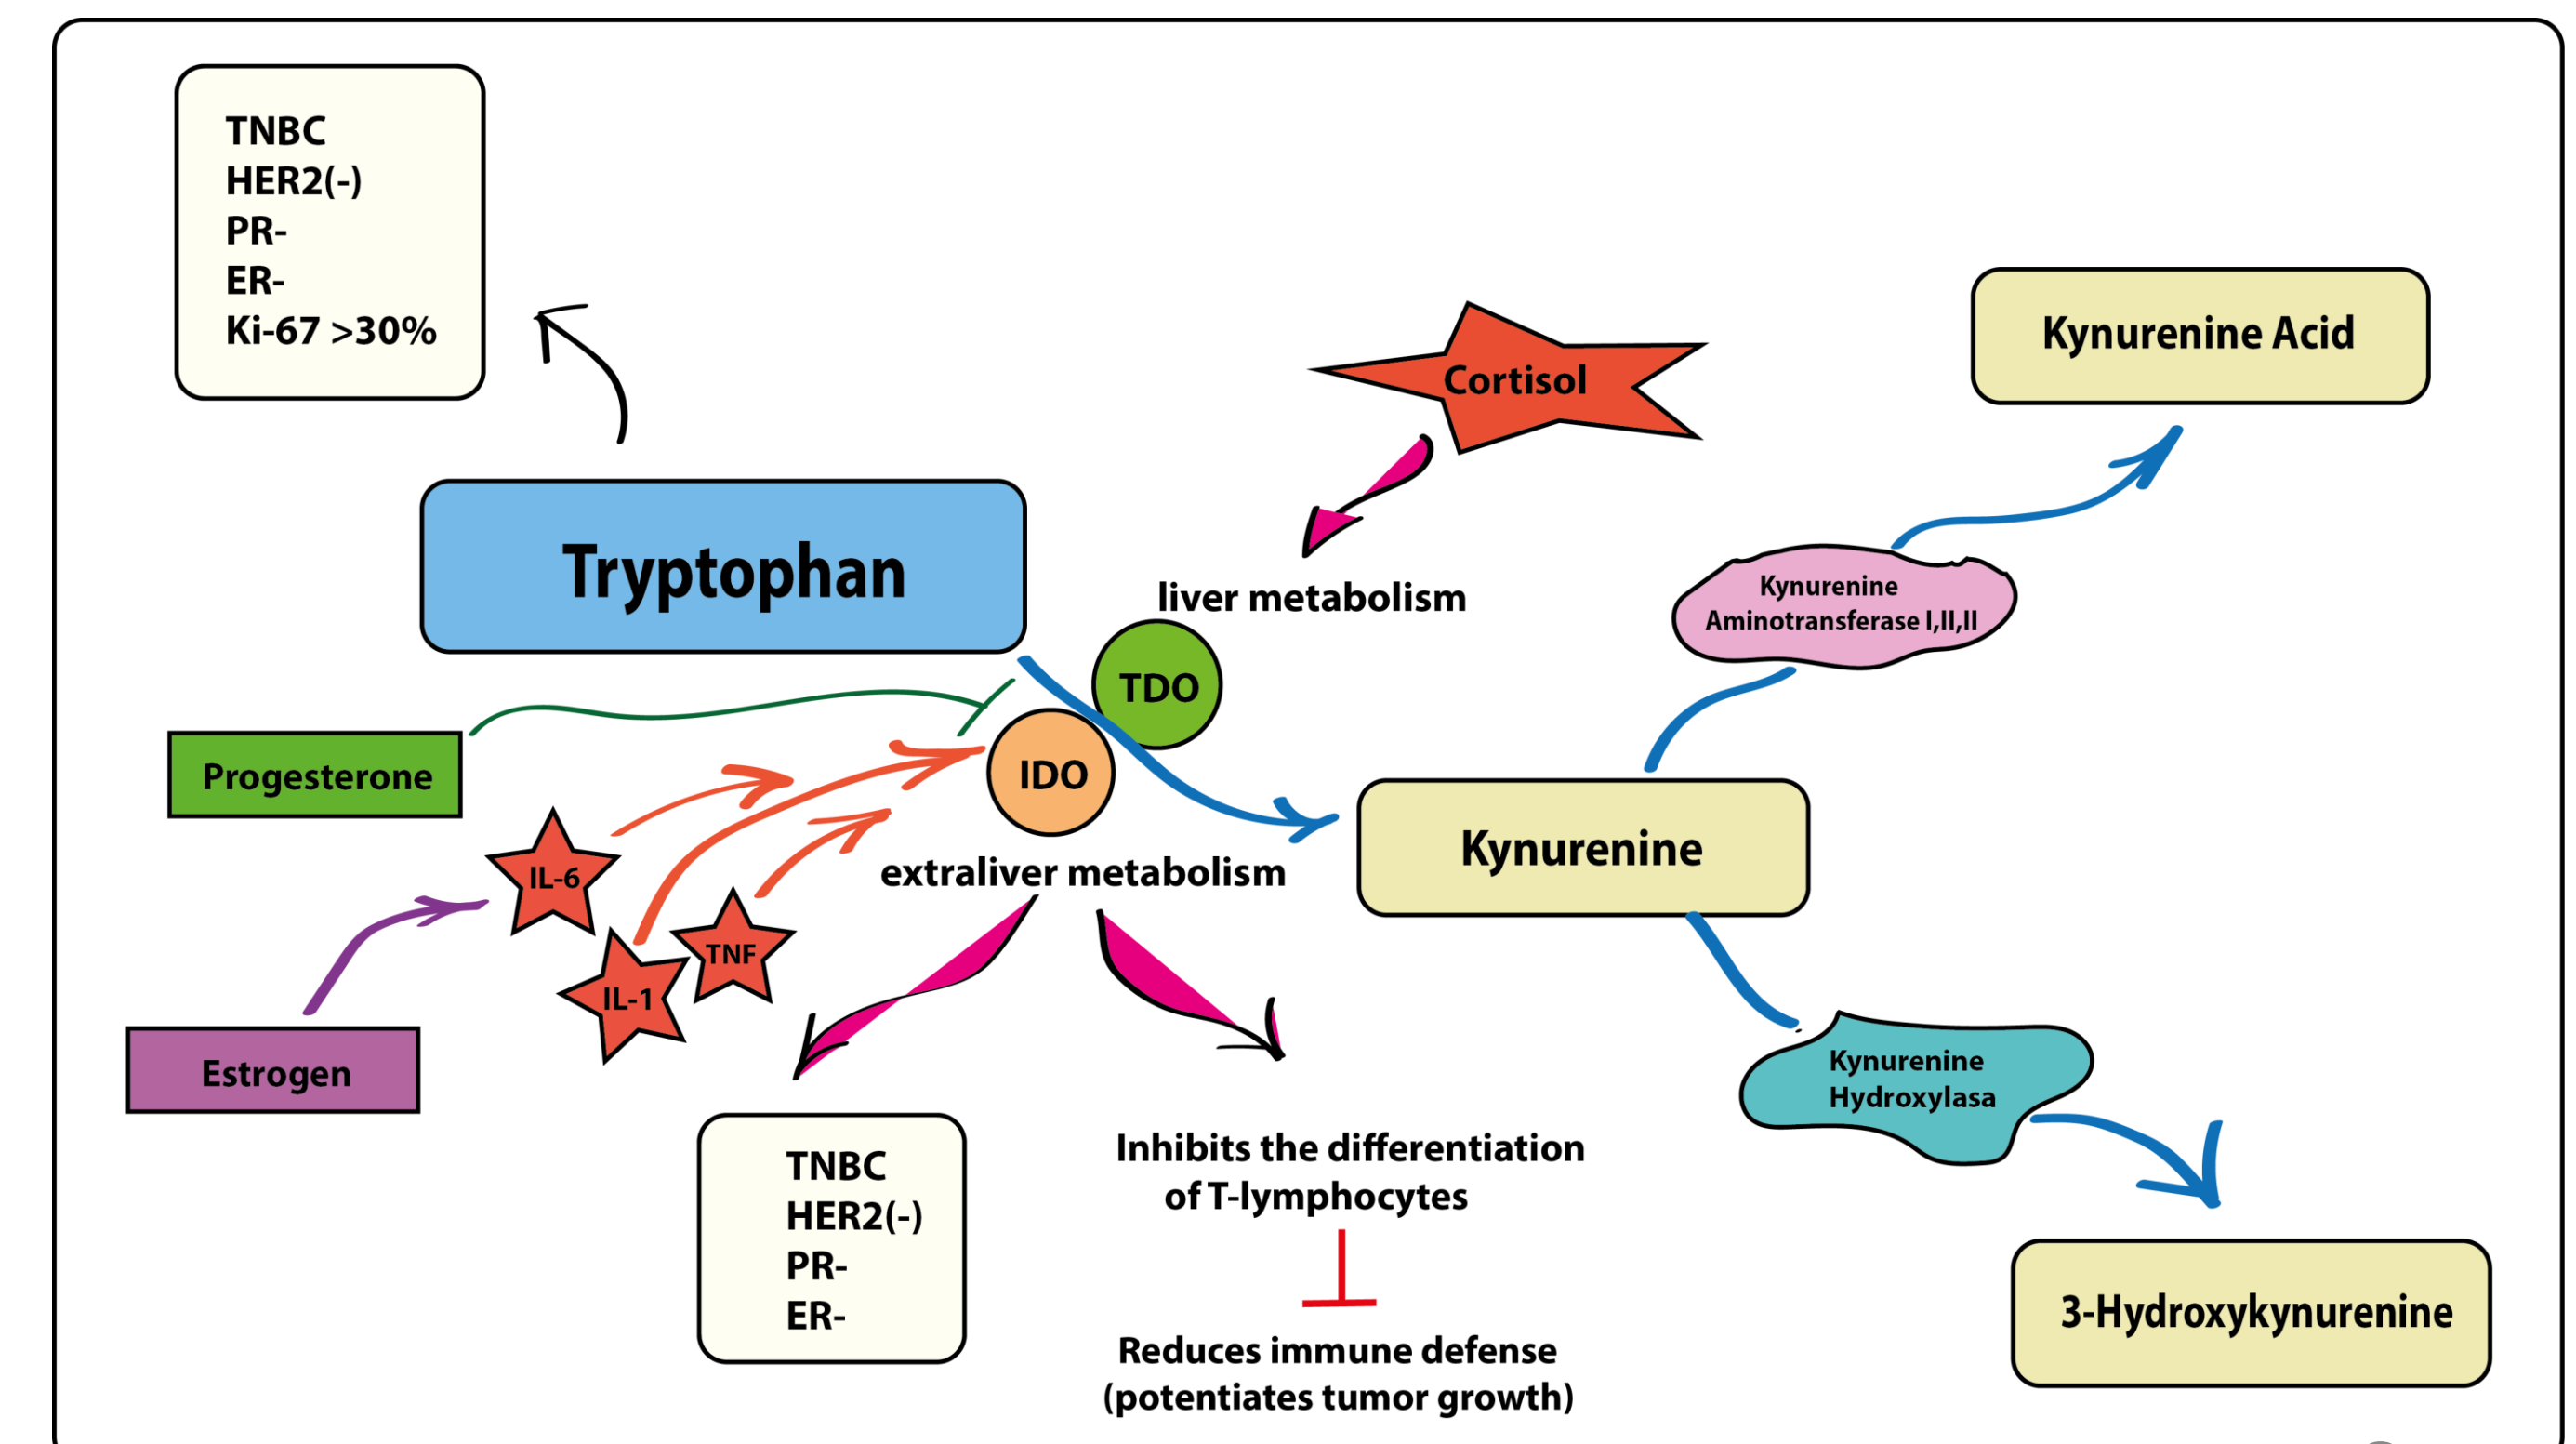 TNBC
HER2(-)
PR-
ER-
Ki-67 >30%
Cortisol
Kynurenine Acid
Tryptophan
liver metabolism
Kynurenine
Aminotransferase I,II,II
TDO
Progesterone
IDO
Kynurenine
IL-6
extraliver metabolism
TNF
IL-1
Estrogen
Kynurenine
Hydroxylasa
TNBC
HER2(-)
PR-
ER-
Inhibits the differentiation
of T-lymphocytes
3-Hydroxykynurenine
Reduces immune defense
(potentiates tumor growth)